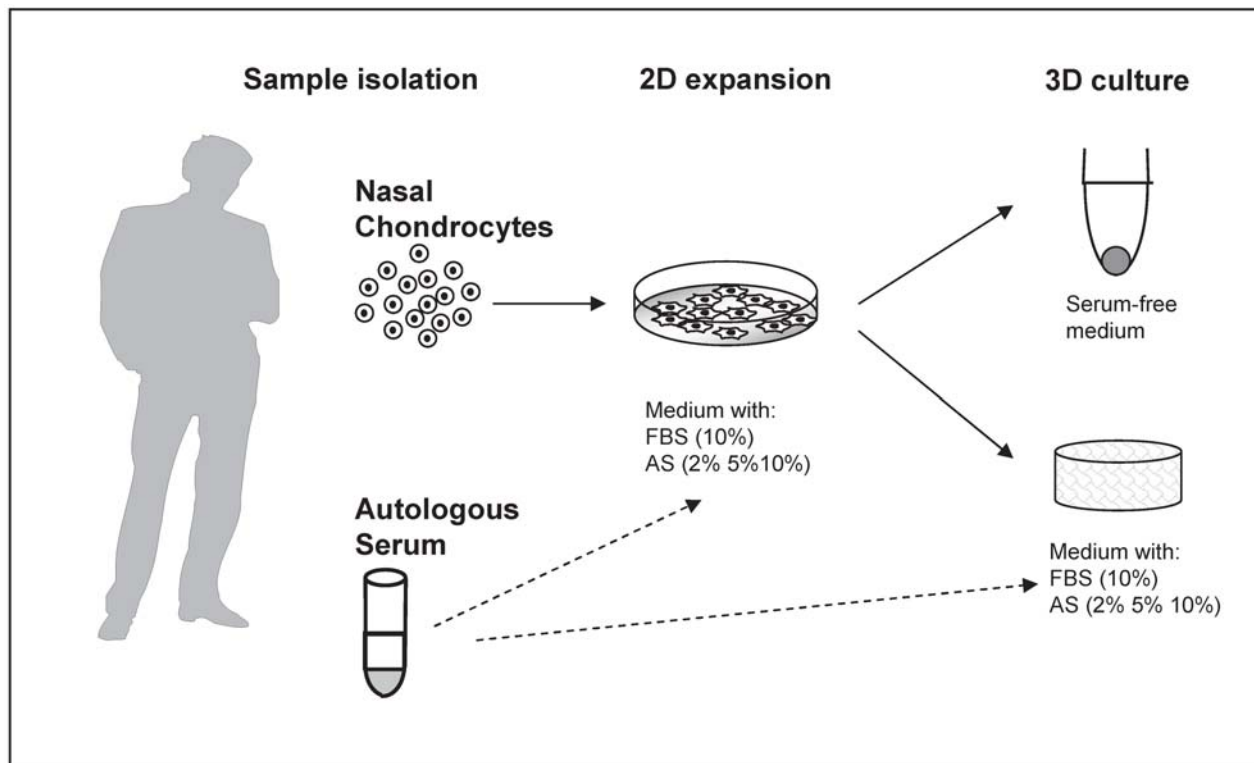 Sample isolation
2D expansion
3D culture
Nasal
Chondrocytes
Serum-free
medium
Medium with:
FBS (10%)
AS (2% 5%10%)
Autologous
Serum
Medium with:
FBS (10%)
AS (2% 5% 10%)